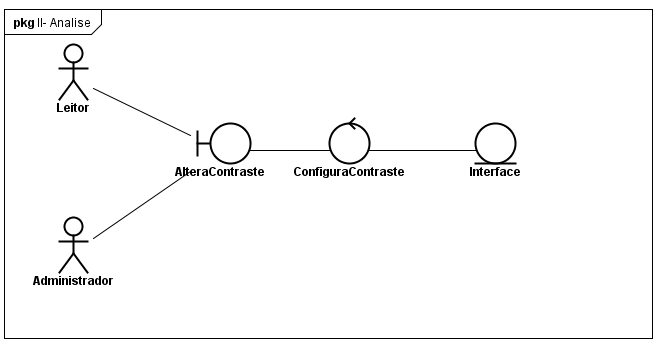 pkg II- Analise
Leitor
AlteraContraste
ConfiguraContraste
Interface
Administrador